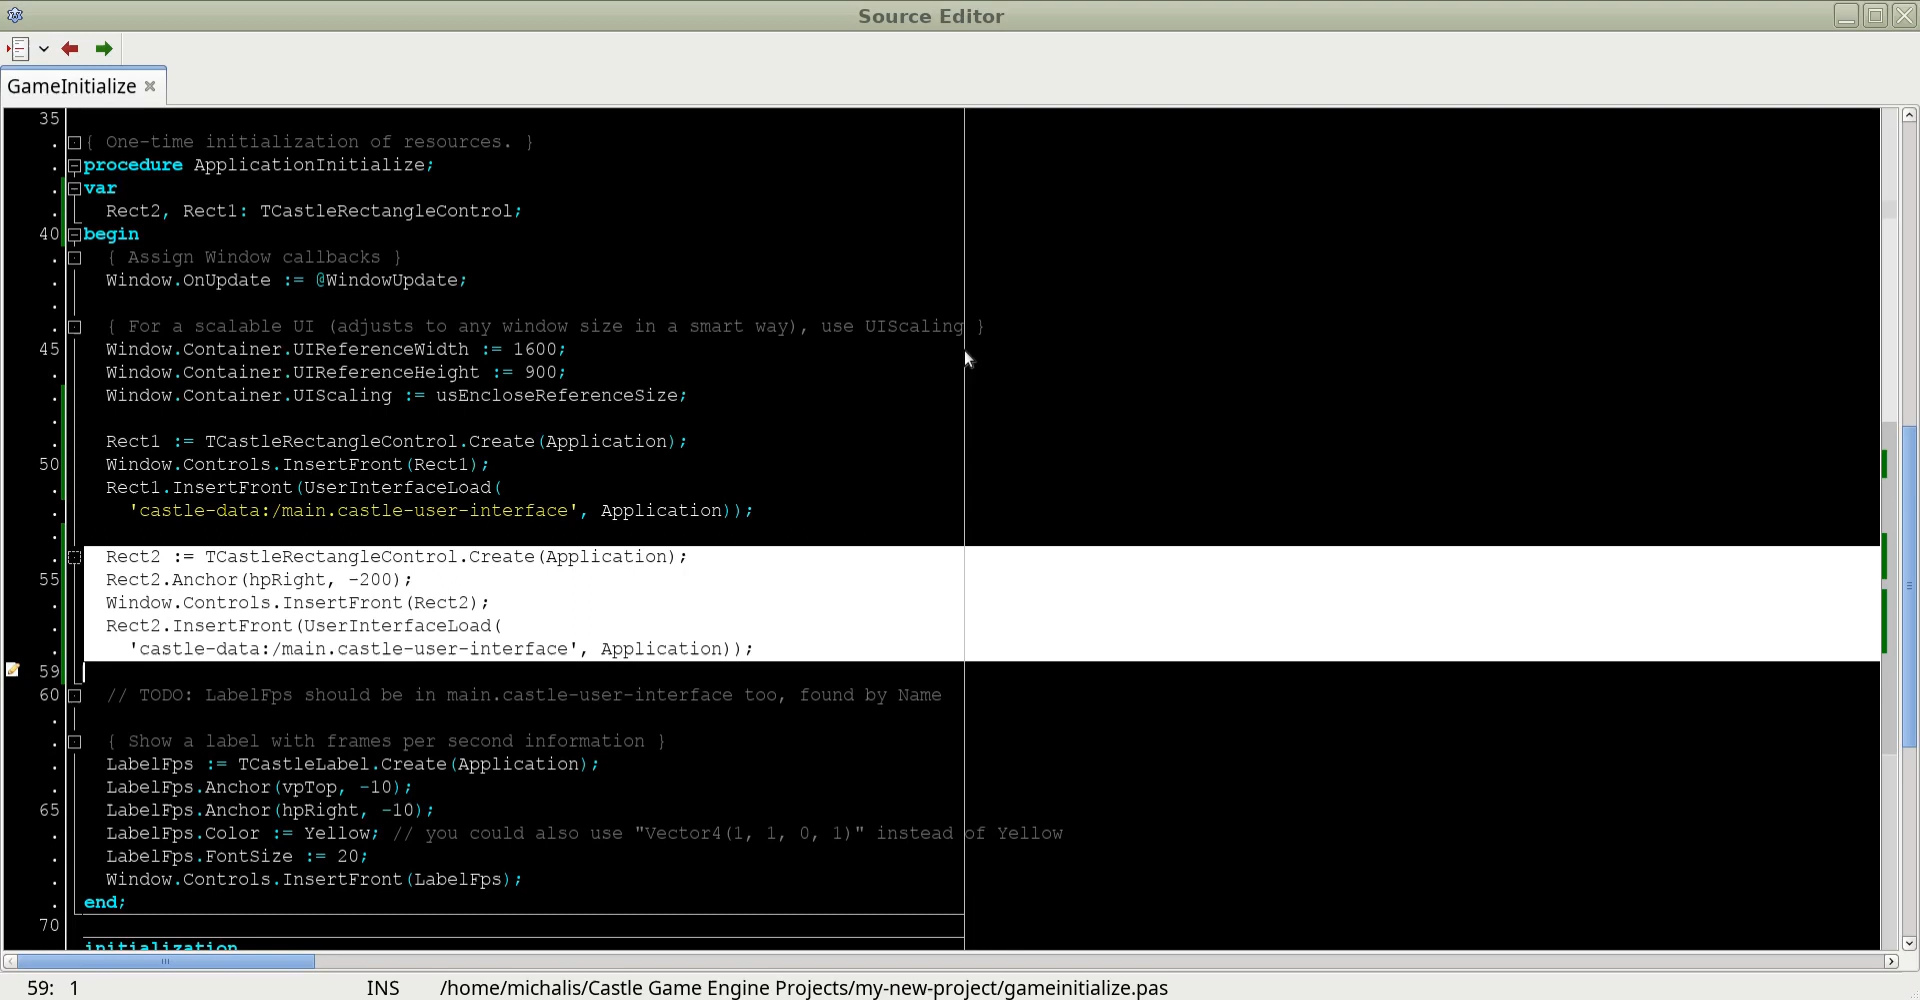 Source Editor
GameInitialize
35
{ One-time initialization of resources. }
procedure ApplicationInitialize;
var
Rect2, Rect1: TCastleRectangleControl;
40 begin
{ Assign Window callbacks }
Window.OnUpdate := @WindowUpdate;
{ For a scalable UI (adjusts to any window size in a smart way), use UIScaling }
45 Window.Container.UIReferenceWidth := 1600;
Window.Container.UIReferenceHeight := 900;
Window.Container.UIScaling := usEncloseReferenceSize;
Rect1 := TCastleRectangleControl.Create(Application);
50 Window.Controls.InsertFront(Rect1);
Rect1.InsertFront(UserInterfaceLoad(
'castle-data:/main.castle-user-interface', Application));
Rect2 := TCastleRectangleControl.Create(Application);
55 Rect2.Anchor(hpRight, -200);
Window.Controls.InsertFront(Rect2);
Rect2.InsertFront(UserInterfaceLoad(
'castle-data:/main.castle-user-interface', Application));
59
60 // TODO: LabelFps should be in main.castle-user-interface too, found by Name
{ Show a label with frames per second information }
LabelFps := TCastleLabel.Create(Application);
LabelFps.Anchor(vpTop, -10);
65 LabelFps.Anchor(hpRight, -10);
LabelFps.Color := Yellow; // you could also use "Vector4(1, 1, 0, 1)" instead of Yellow
LabelFps.FontSize := 20;
Window.Controls.InsertFront(LabelFps);
end;
70
initialization
59: 1 INS /home/michalis/Castle Game Engine Projects/my-new-project/gameinitialize.pas